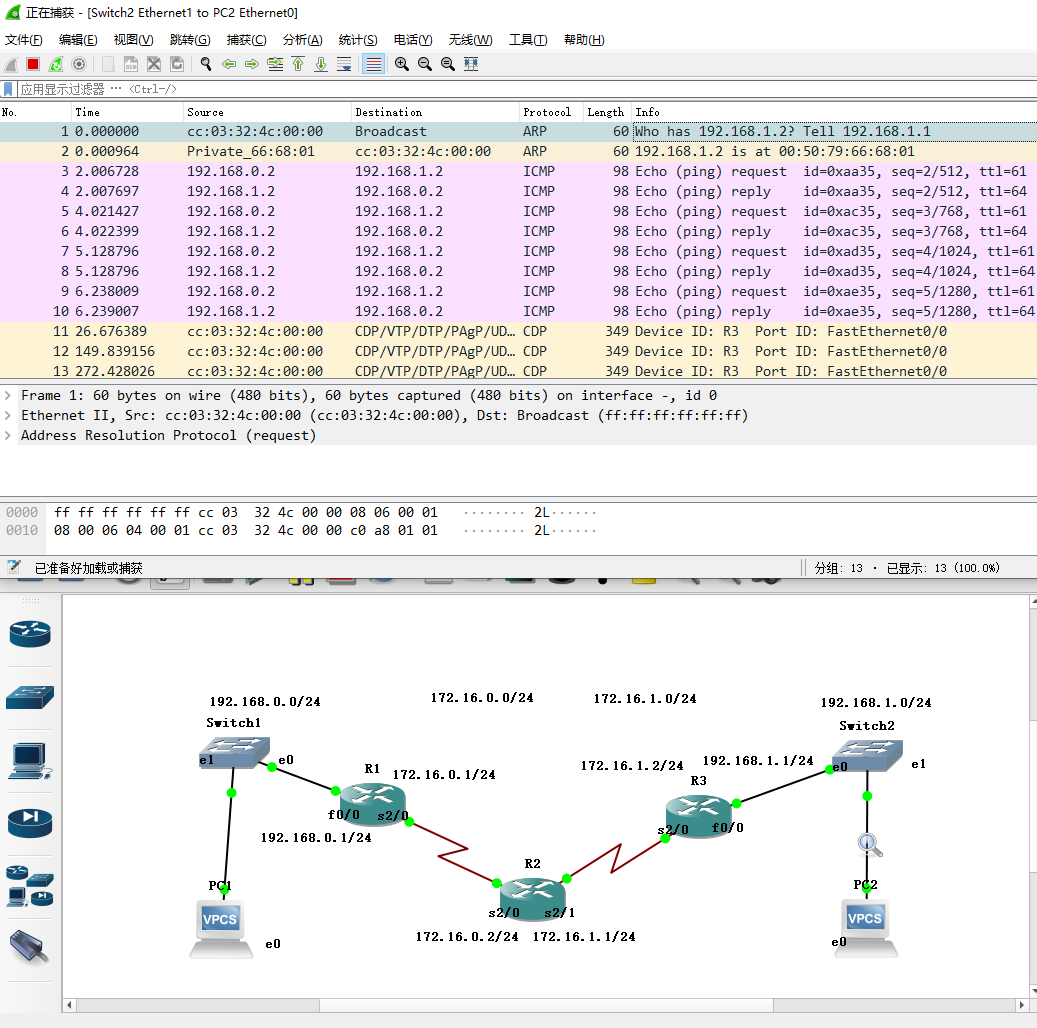 正在捕获 - [Switch2 Ethernet1 to PC2 Ethernet0]
文件(F) 编辑(E) 视图(V) 跳转(G) 捕获(C) 分析(A) 统计(S) 电话(Y) 无线(W) 工具(T) 帮助(H)
应用显示过滤器 … <Ctrl-/>
No. Time Source Destination Protocol Length Info
1 0.000000 cc:03:32:4c:00:00 Broadcast ARP 60 Who has 192.168.1.2? Tell 192.168.1.1
2 0.000964 Private_66:68:01 cc:03:32:4c:00:00 ARP 60 192.168.1.2 is at 00:50:79:66:68:01
3 2.006728 192.168.0.2 192.168.1.2 ICMP 98 Echo (ping) request id=0xaa35, seq=2/512, ttl=61
4 2.007697 192.168.1.2 192.168.0.2 ICMP 98 Echo (ping) reply id=0xaa35, seq=2/512, ttl=64
5 4.021427 192.168.0.2 192.168.1.2 ICMP 98 Echo (ping) request id=0xac35, seq=3/768, ttl=61
6 4.022399 192.168.1.2 192.168.0.2 ICMP 98 Echo (ping) reply id=0xac35, seq=3/768, ttl=64
7 5.128796 192.168.0.2 192.168.1.2 ICMP 98 Echo (ping) request id=0xad35, seq=4/1024, ttl=61
8 5.128796 192.168.1.2 192.168.0.2 ICMP 98 Echo (ping) reply id=0xad35, seq=4/1024, ttl=64
9 6.238009 192.168.0.2 192.168.1.2 ICMP 98 Echo (ping) request id=0xae35, seq=5/1280, ttl=61
10 6.239007 192.168.1.2 192.168.0.2 ICMP 98 Echo (ping) reply id=0xae35, seq=5/1280, ttl=64
11 26.676389 cc:03:32:4c:00:00 CDP/VTP/DTP/PAgP/UD… CDP 349 Device ID: R3 Port ID: FastEthernet0/0
12 149.839156 cc:03:32:4c:00:00 CDP/VTP/DTP/PAgP/UD… CDP 349 Device ID: R3 Port ID: FastEthernet0/0
13 272.428026 cc:03:32:4c:00:00 CDP/VTP/DTP/PAgP/UD… CDP 349 Device ID: R3 Port ID: FastEthernet0/0
Frame 1: 60 bytes on wire (480 bits), 60 bytes captured (480 bits) on interface -, id 0
Ethernet II, Src: cc:03:32:4c:00:00 (cc:03:32:4c:00:00), Dst: Broadcast (ff:ff:ff:ff:ff:ff)
Address Resolution Protocol (request)
0000 ff ff ff ff ff ff cc 03 32 4c 00 00 08 06 00 01 ········ 2L······
0010 08 00 06 04 00 01 cc 03 32 4c 00 00 c0 a8 01 01 ········ 2L······
已准备好加载或捕获 分组: 13 · 已显示: 13 (100.0%)
192.168.0.0/24 172.16.0.0/24 172.16.1.0/24 192.168.1.0/24
Switch1 Switch2
e1 e0 R1 172.16.0.1/24 172.16.1.2/24 192.168.1.1/24 e0 e1
R3
f0/0 s2/0
s2/0 f0/0
192.168.0.1/24
R2
PC1 PC2
VPCS VPCS
s2/0 s2/1
172.16.0.2/24 172.16.1.1/24
e0 e0